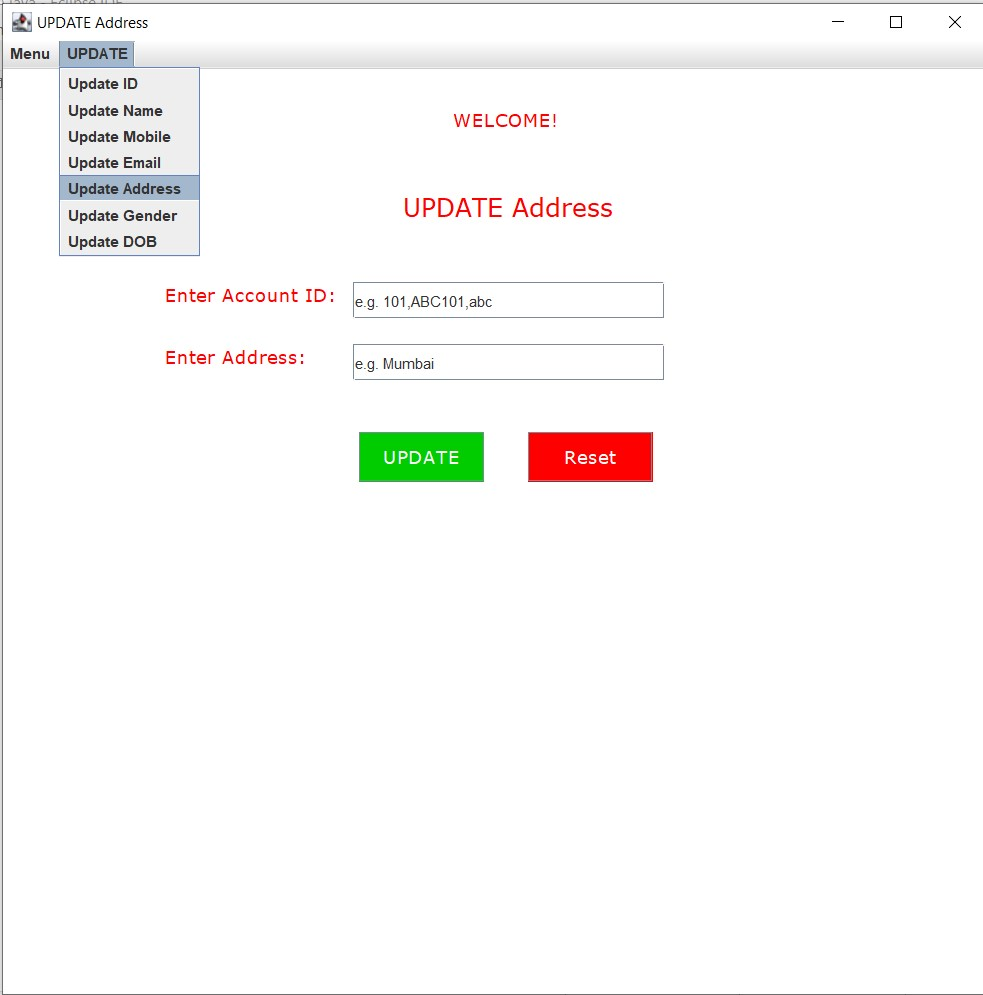 UPDATE Address
Menu UPDATE
Update ID
Update Name
Update Mobile
Update Email
Update Address
Update Gender
Update DOB
WELCOME!
UPDATE Address
Enter Account ID: e.g. 101,ABC101,abc
Enter Address: e.g. Mumbai
UPDATE Reset